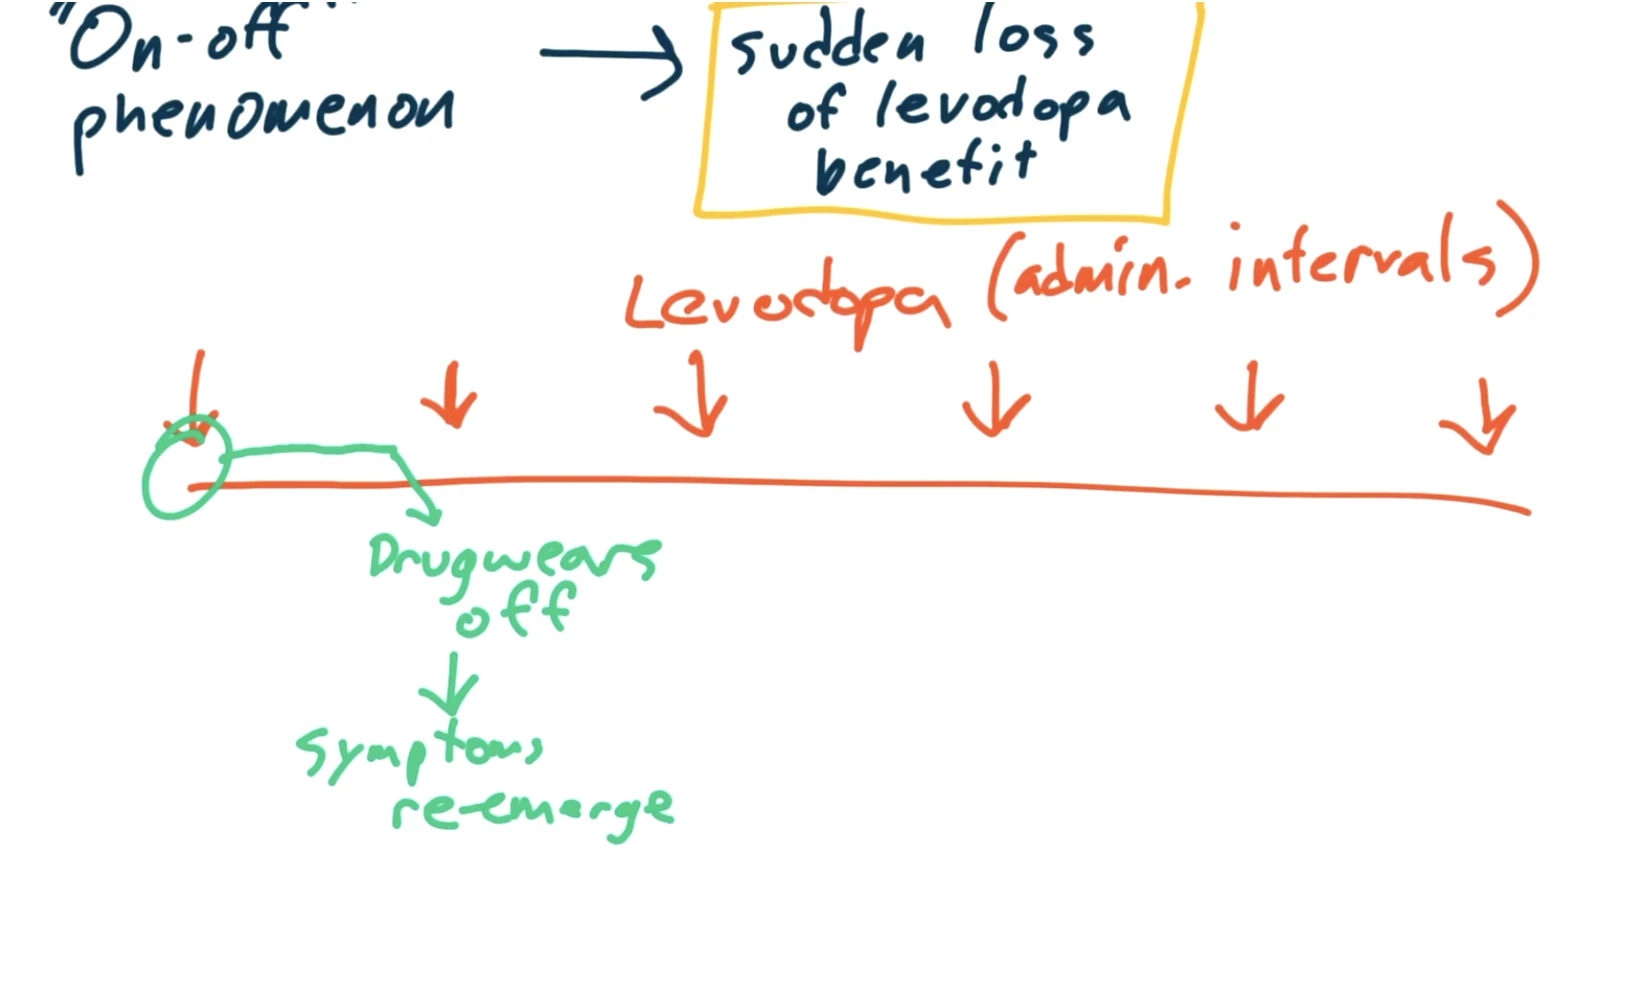 "On-off"
phenomenon
sudden loss
of levodopa
benefit
Levodopa (admin. intervals)
Drug wears
off
symptoms
re-emerge